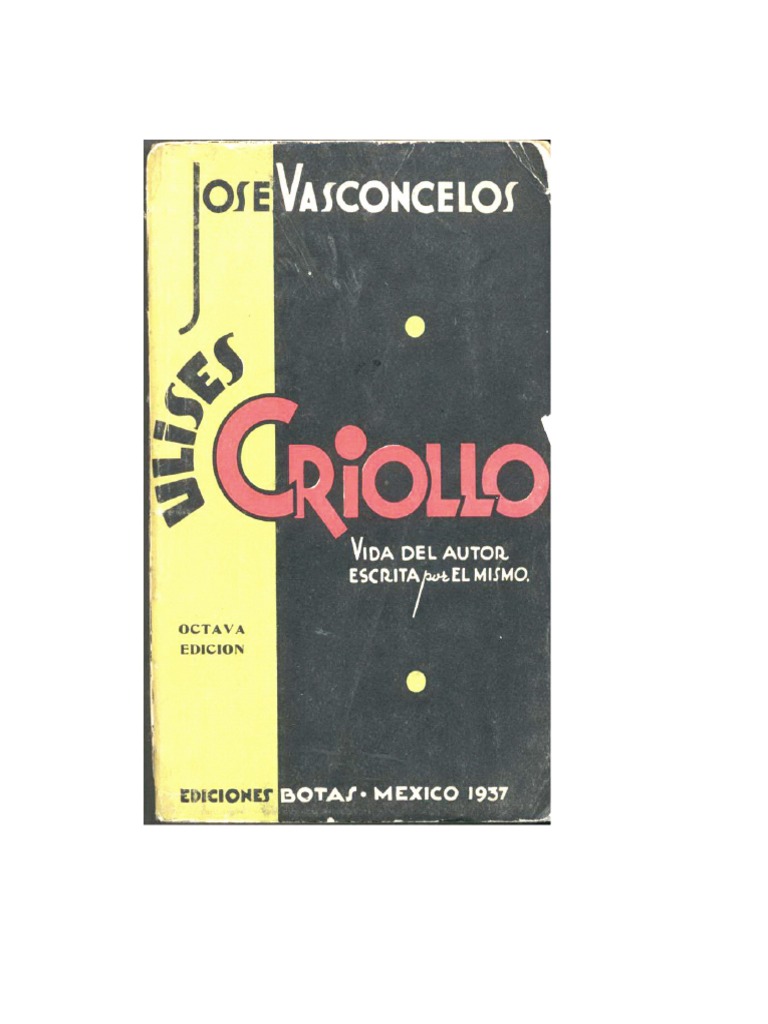 JOSE VASCONCELOS
ULiSES
CRiOLLO
VIDA DEL AUTOR
ESCRITA por EL MISMO.
OCTAVA
EDICION
EDICIONES BOTAS • MEXICO 1937